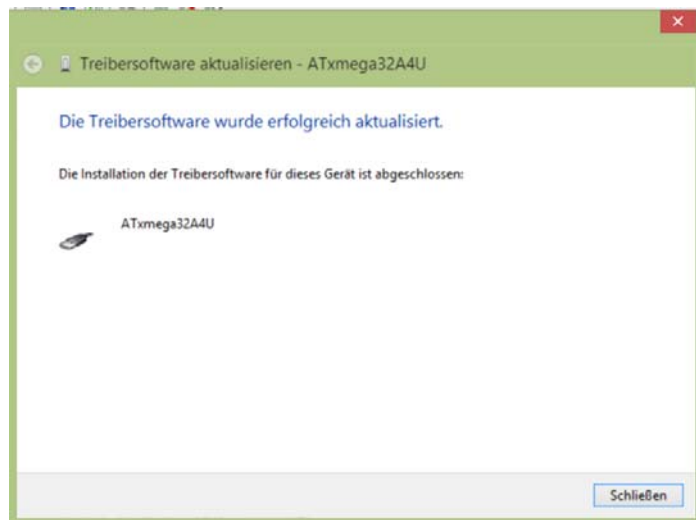 Treibersoftware aktualisieren - ATxmega32A4U
Die Treibersoftware wurde erfolgreich aktualisiert.
Die Installation der Treibersoftware für dieses Gerät ist abgeschlossen:
ATxmega32A4U
Schließen